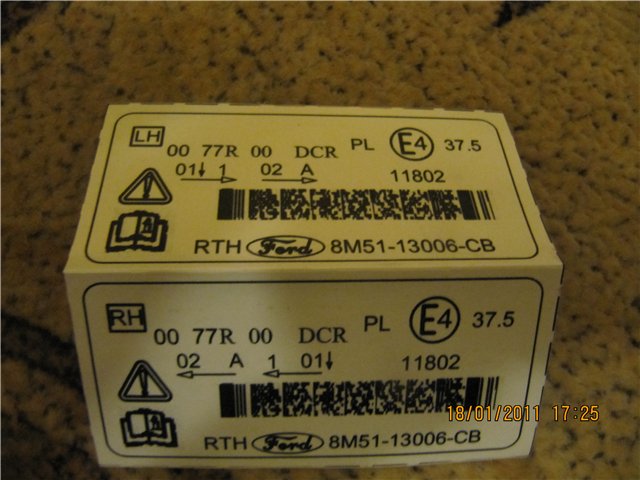 LH
00 77R 00 DCR PL E4 37.5
01↓ 1 02 A 11802
RTH Ford 8M51-13006-CB
RH
00 77R 00 DCR PL E4 37.5
02 A 1 01↓ 11802
RTH Ford 8M51-13006-CB
18/01/2011 17:25